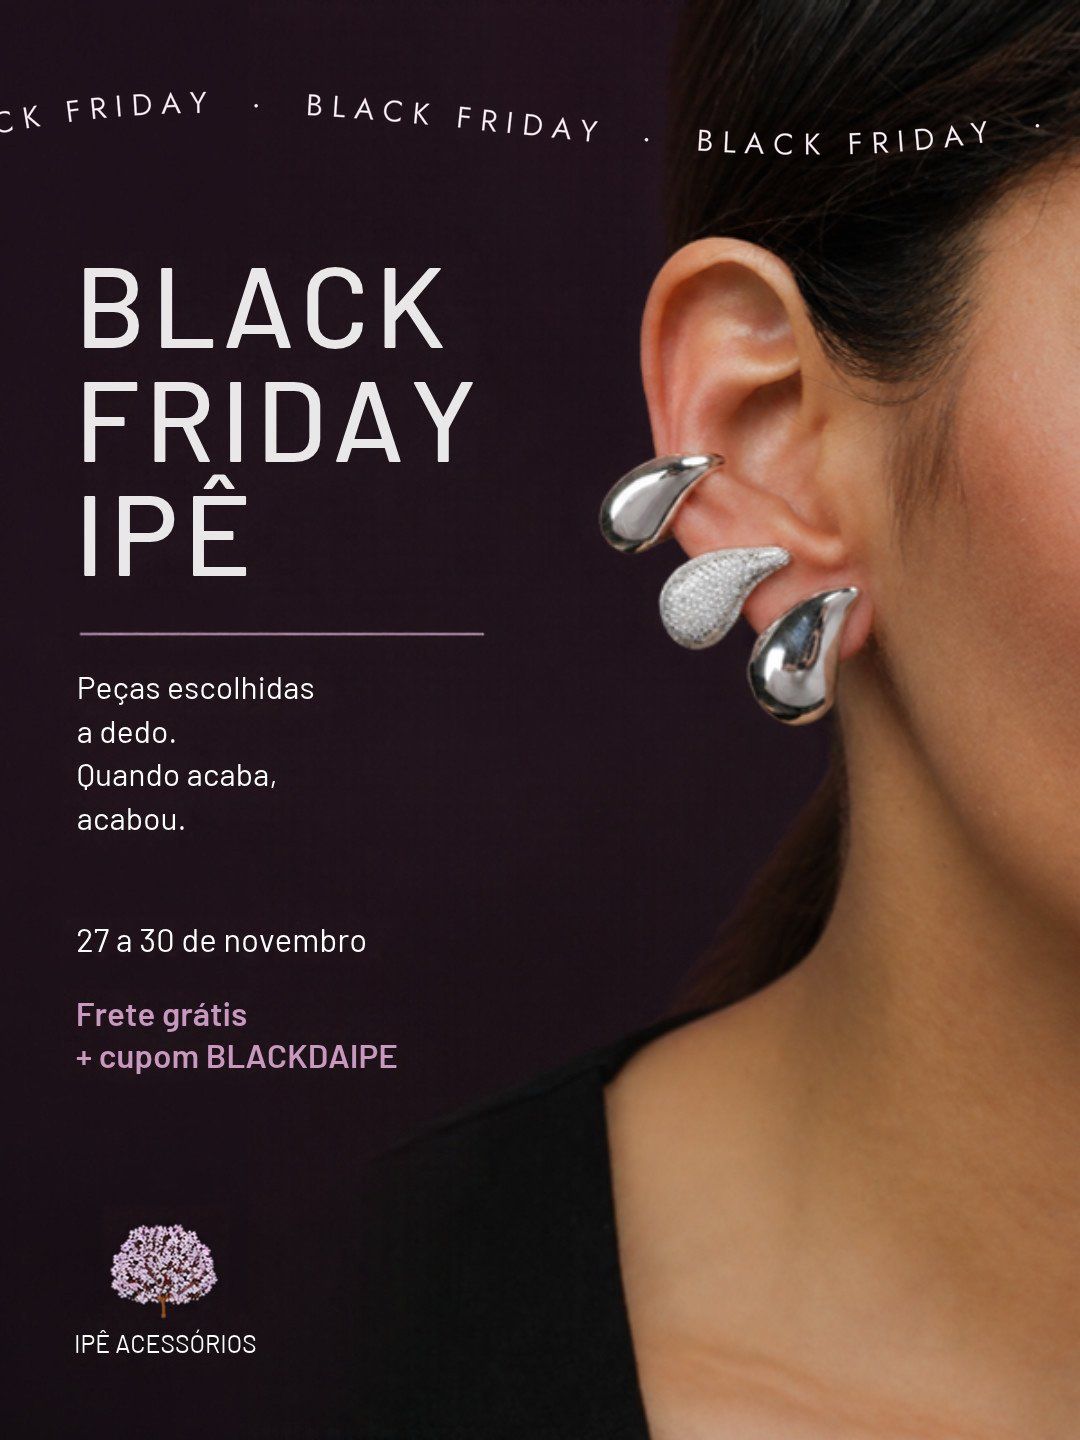 CK FRIDAY · BLACK FRIDAY · BLACK FRIDAY ·
BLACK
FRIDAY
IPÊ
Peças escolhidas
a dedo.
Quando acaba,
acabou.
27 a 30 de novembro
Frete grátis
+ cupom BLACKDAIPE
IPÊ ACESSÓRIOS